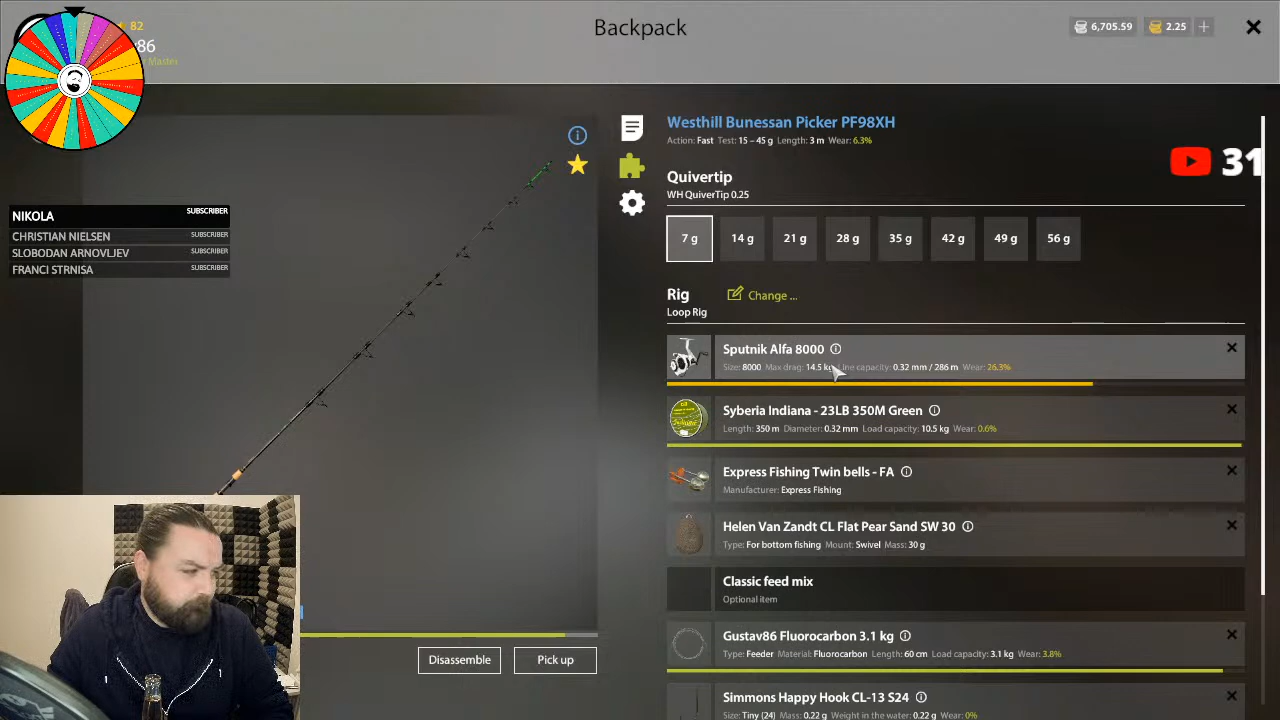 Backpack
82
86
Master
6,705.59
2.25
31
NIKOLA SUBSCRIBER
CHRISTIAN NIELSEN SUBSCRIBER
SLOBODAN ARNOVLJEV SUBSCRIBER
FRANCI STRNISA SUBSCRIBER
Westhill Bunessan Picker PF98XH
Action: Fast Test: 15 – 45 g Length: 3 m Wear: 6.3%
Quivertip
WH QuiverTip 0.25
7 g 14 g 21 g 28 g 35 g 42 g 49 g 56 g
Rig Change ...
Loop Rig
Sputnik Alfa 8000
Size: 8000 Max drag: 14.5 kg Line capacity: 0.32 mm / 286 m Wear: 26.3%
Syberia Indiana - 23LB 350M Green
Length: 350 m Diameter: 0.32 mm Load capacity: 10.5 kg Wear: 0.6%
Express Fishing Twin bells - FA
Manufacturer: Express Fishing
Helen Van Zandt CL Flat Pear Sand SW 30
Type: For bottom fishing Mount: Swivel Mass: 30 g
Classic feed mix
Optional item
Gustav86 Fluorocarbon 3.1 kg
Type: Feeder Material: Fluorocarbon Length: 60 cm Load capacity: 3.1 kg Wear: 3.8%
Simmons Happy Hook CL-13 S24
Size: Tiny (24) Mass: 0.22 g Weight in the water: 0.22 g Wear: 0%
Disassemble
Pick up